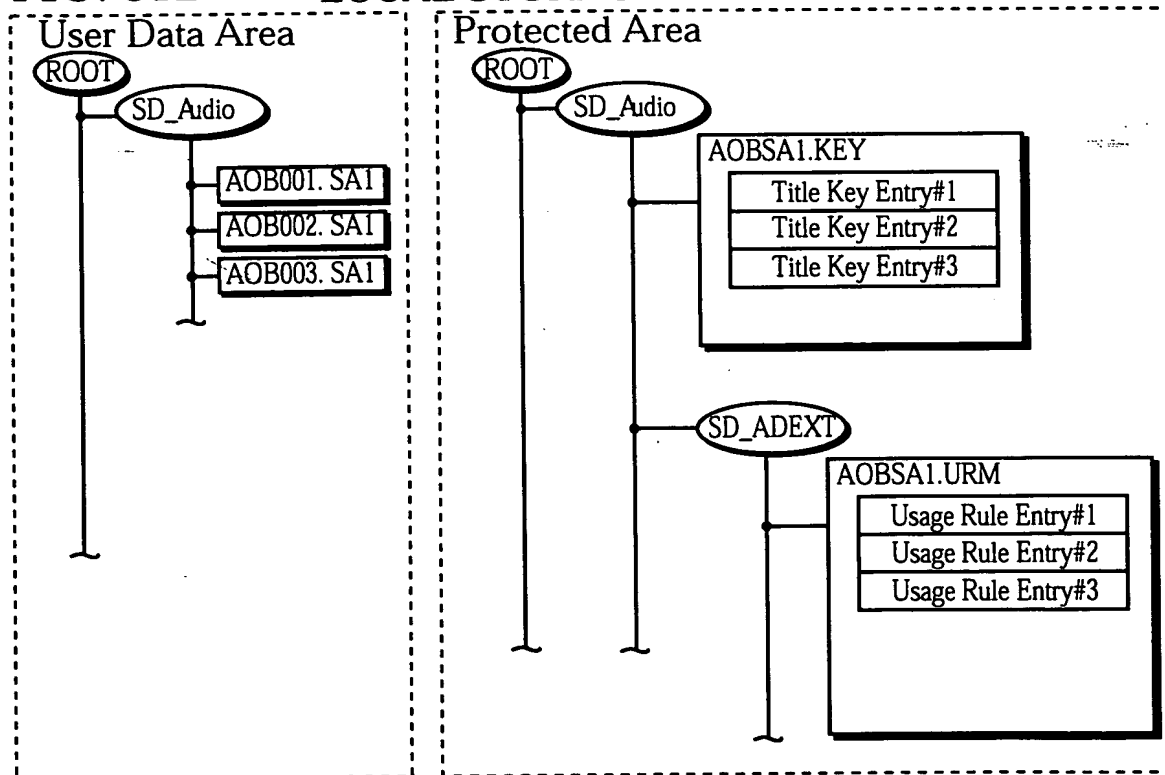 User Data Area
ROOT
SD_Audio
AOB001. SA1
AOB002. SA1
AOB003. SA1
Protected Area
ROOT
SD_Audio
AOBSA1.KEY
Title Key Entry#1
Title Key Entry#2
Title Key Entry#3
SD_ADEXT
AOBSA1.URM
Usage Rule Entry#1
Usage Rule Entry#2
Usage Rule Entry#3